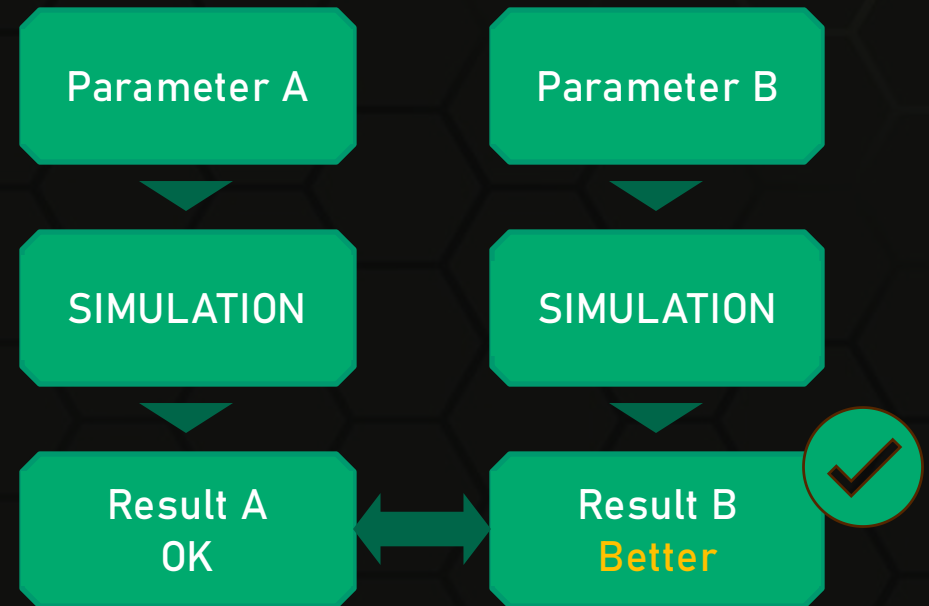 Parameter A
Parameter B
SIMULATION
SIMULATION
Result A
OK
Result B
Better